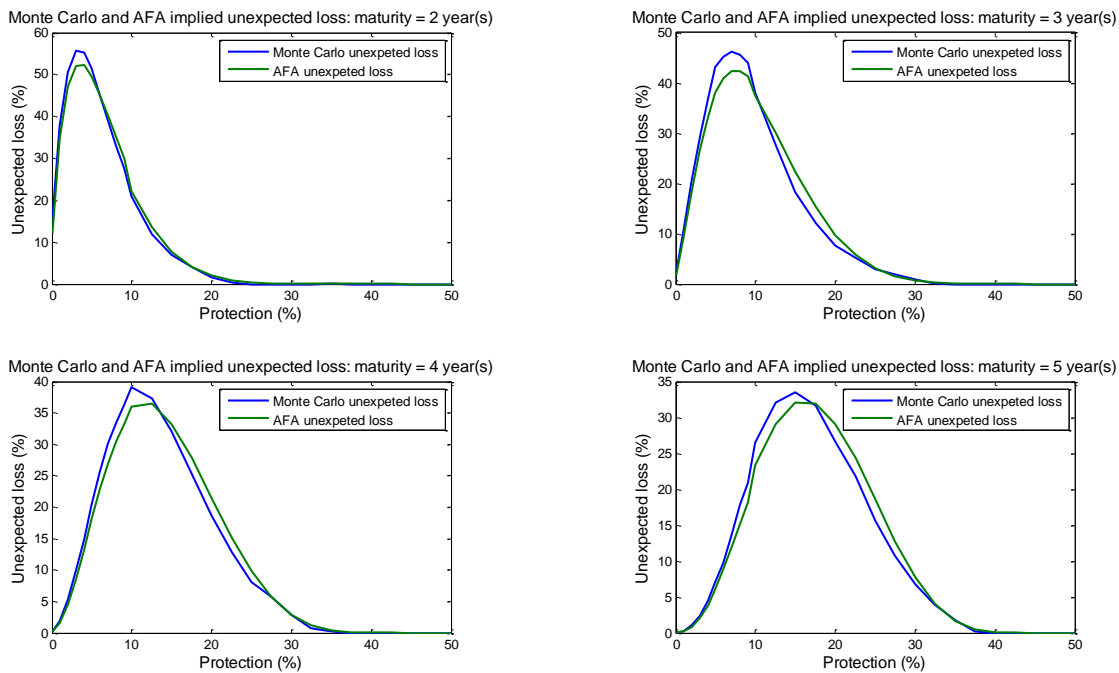 Monte Carlo and AFA implied unexpected loss: maturity = 2 year(s)
60
50
40
30
20
10
0
Unexpected loss (%)
Monte Carlo unexpeted loss
AFA unexpeted loss
0 10 20 30 40 50
Protection (%)
Monte Carlo and AFA implied unexpected loss: maturity = 3 year(s)
50
40
30
20
10
0
Unexpected loss (%)
Monte Carlo unexpeted loss
AFA unexpeted loss
0 10 20 30 40 50
Protection (%)
Monte Carlo and AFA implied unexpected loss: maturity = 4 year(s)
40
35
30
25
20
15
10
5
0
Unexpected loss (%)
Monte Carlo unexpeted loss
AFA unexpeted loss
0 10 20 30 40 50
Protection (%)
Monte Carlo and AFA implied unexpected loss: maturity = 5 year(s)
35
30
25
20
15
10
5
0
Unexpected loss (%)
Monte Carlo unexpeted loss
AFA unexpeted loss
0 10 20 30 40 50
Protection (%)